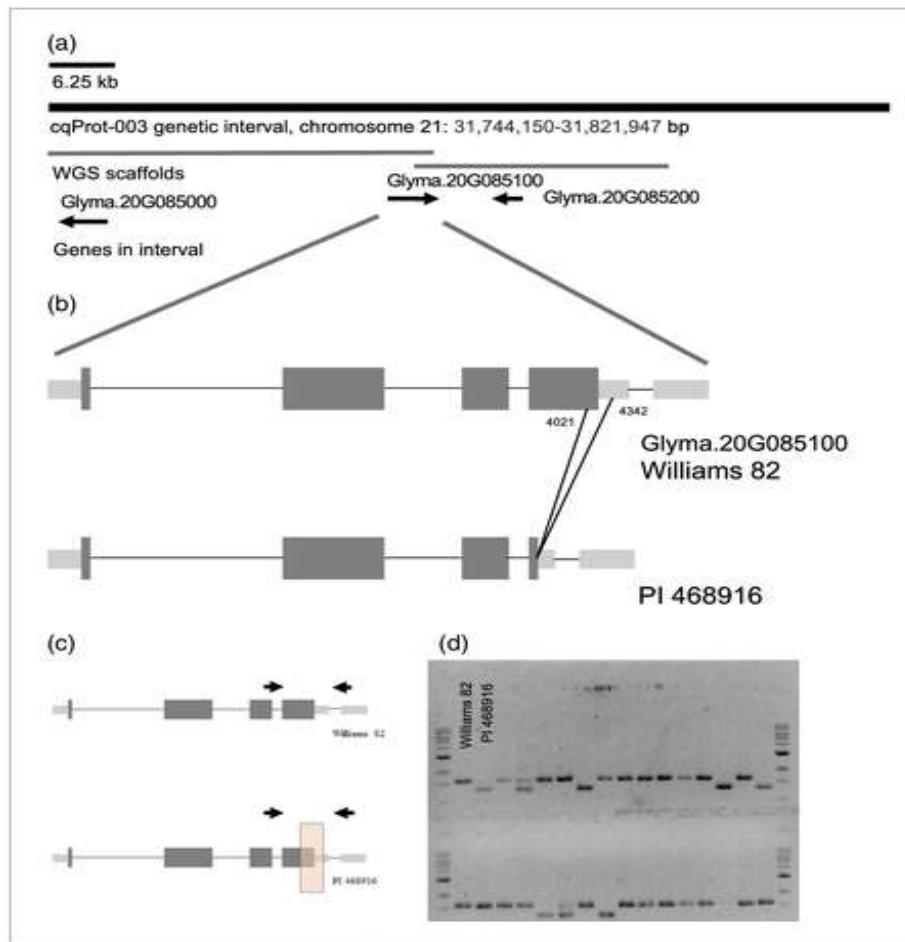 (a)
6.25 kb
cqProt-003 genetic interval, chromosome 21: 31,744,150-31,821,947 bp
WGS scaffolds
Glyma.20G085100
Glyma.20G085000
Glyma.20G085200
Genes in interval
(b)
4021
4342
Glyma.20G085100
Williams 82
PI 468916
(c)
(d)
Williams 82
PI 468916
Williams 82
PI 468916